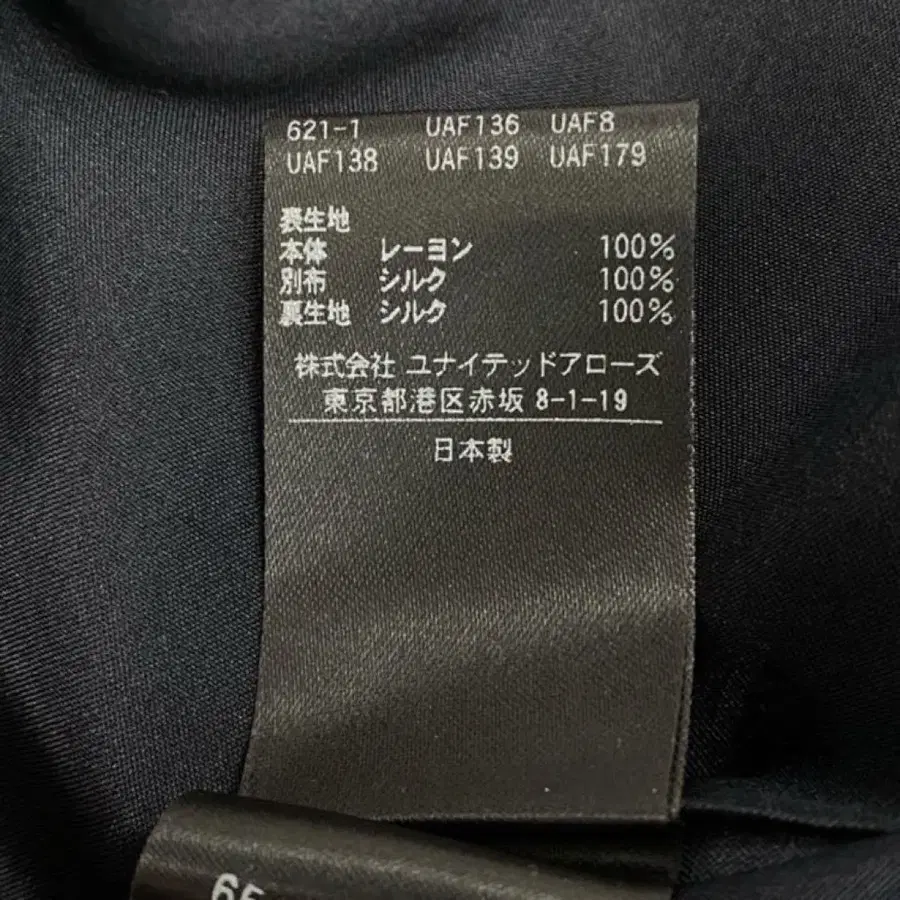 621-1 UAF136 UAF8
UAF138 UAF139 UAF179
表生地
本体 レーヨン 100%
別布 シルク 100%
裏生地 シルク 100%
株式会社 ユナイテッドアローズ
東京都港区赤坂 8-1-19
日本製